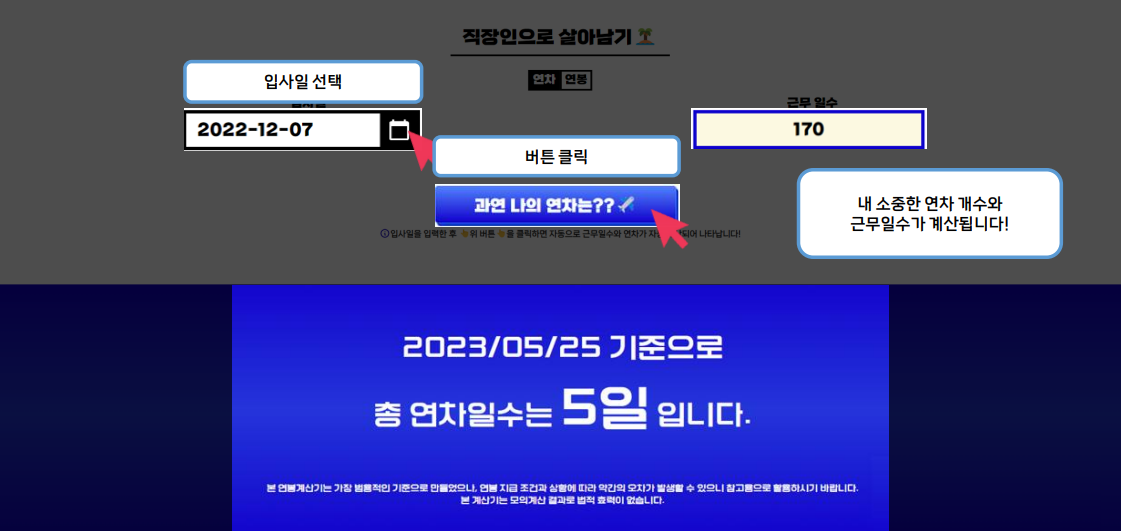 직장인으로 살아남기
연차 연봉
입사일 선택
근무 일수
2022-12-07
170
버튼 클릭
과연 나의 연차는??
내 소중한 연차 개수와
근무일수가 계산됩니다!
입사일을 입력한 후 위 버튼 을 클릭하면 자동으로 근무일수와 연차가 되어 나타납니다!
2023/05/25 기준으로
총 연차일수는 5일 입니다.
본 연봉계산기는 가장 범용적인 기준으로 만들었으나, 연봉 지급 조건과 상황에 따라 약간의 오차가 발생할 수 있으니 참고용으로 활용하시기 바랍니다.
본 계산기는 모의계산 결과로 법적 효력이 없습니다.